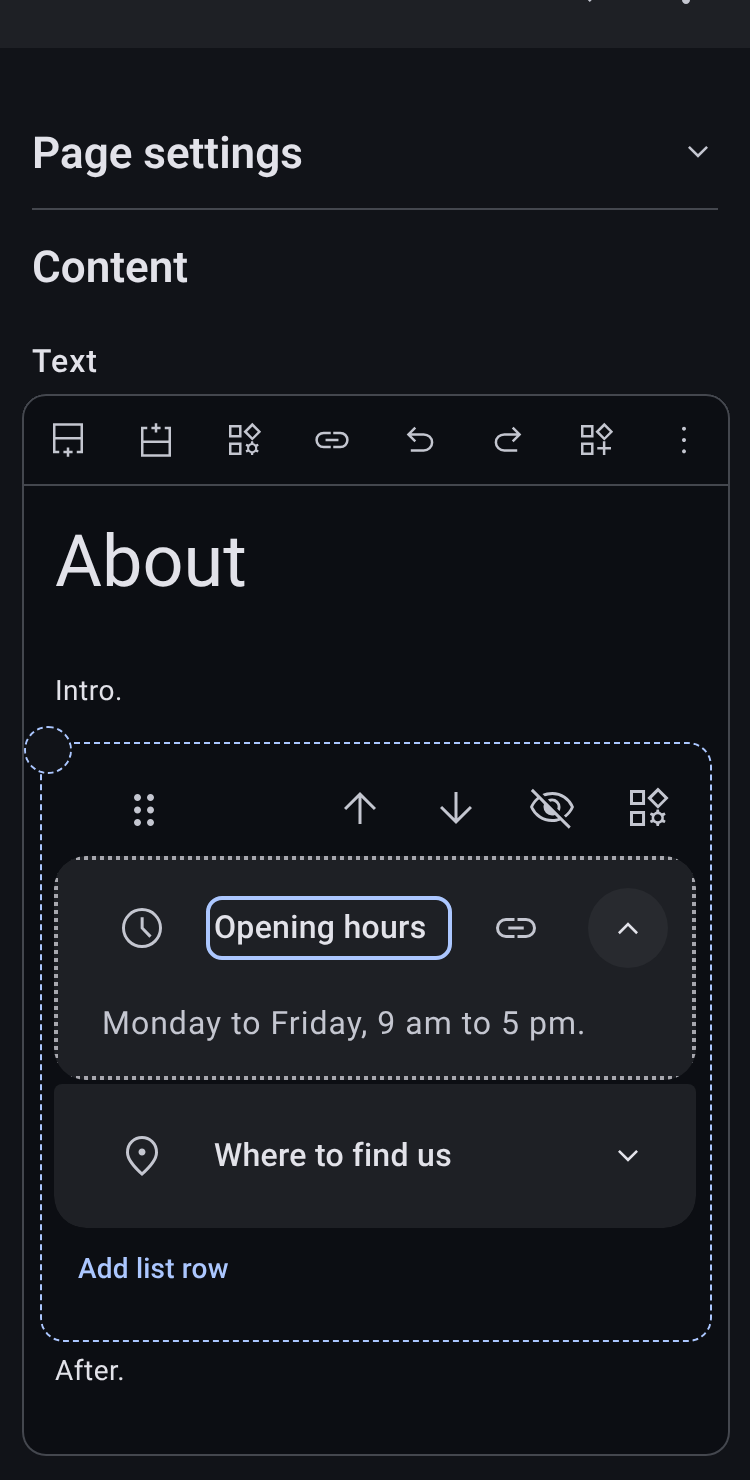 Page settings
Content
Text
About
Intro.
Opening hours
Monday to Friday, 9 am to 5 pm.
Where to find us
Add list row
After.